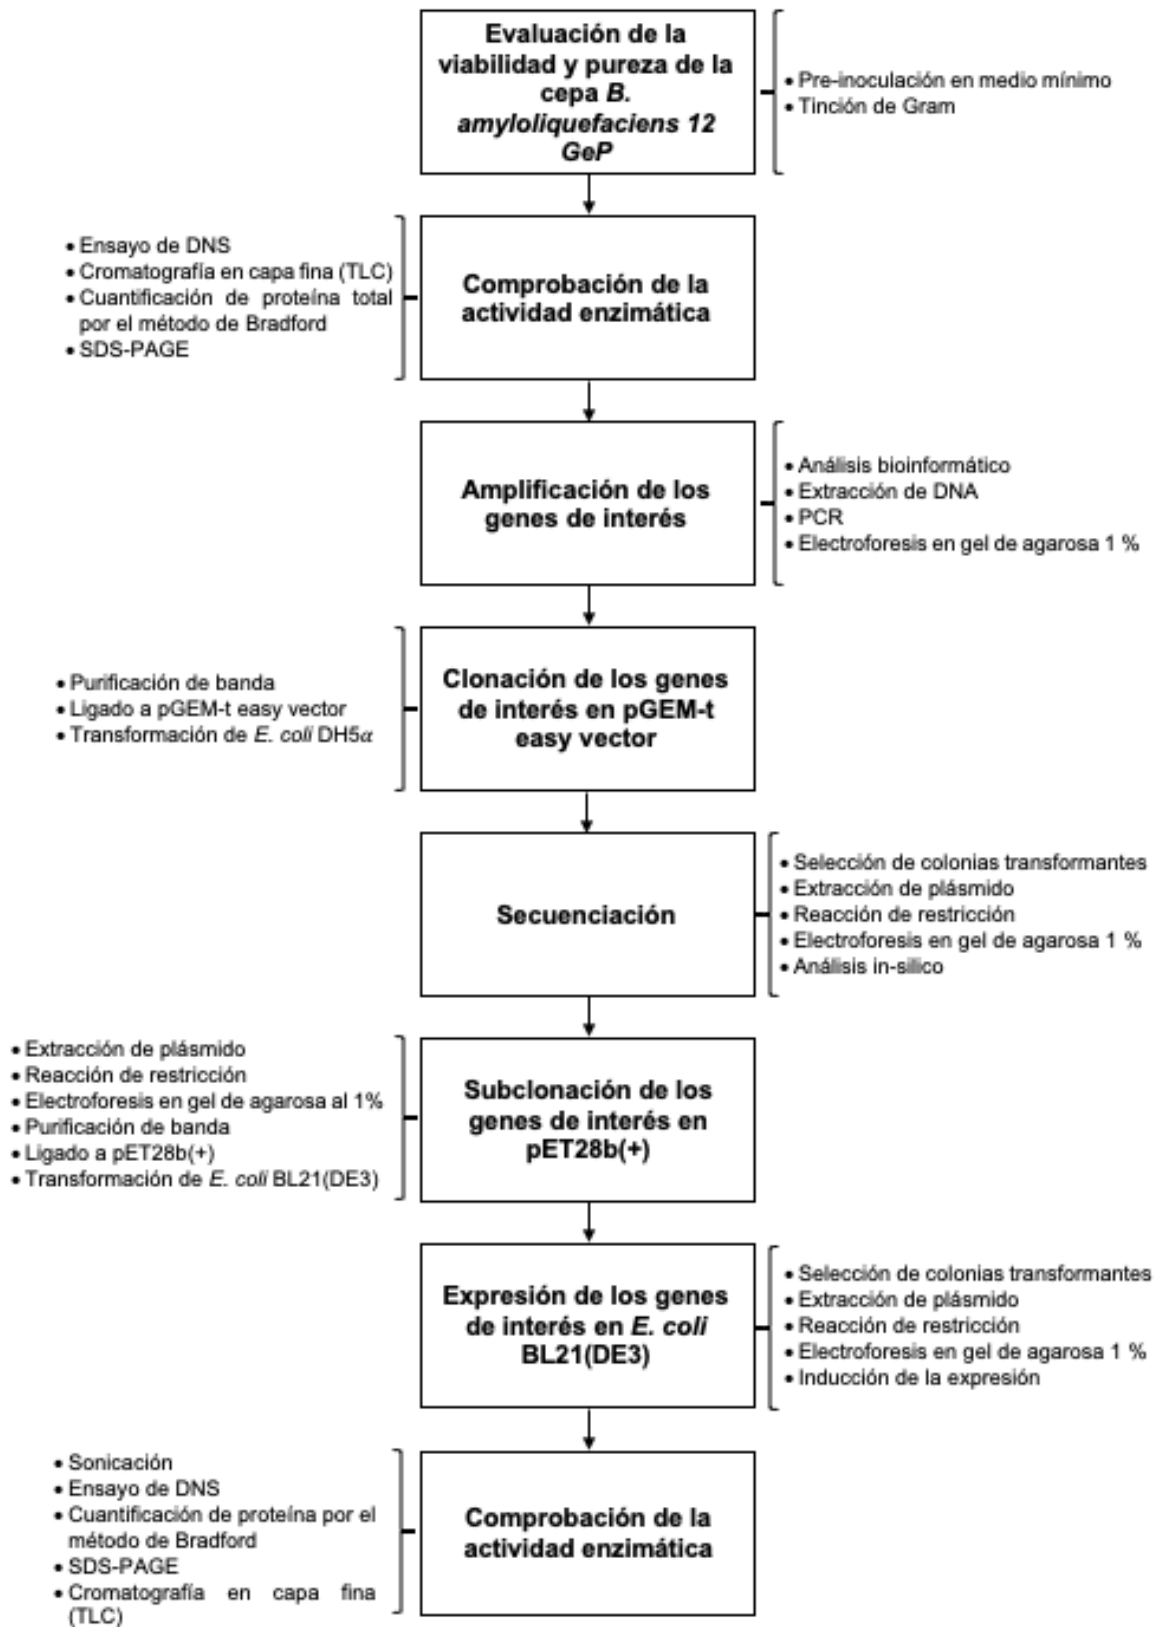 Evaluación de la
viabilidad y pureza de la
cepa B.
amyloliquefaciens 12
GeP
• Pre-inoculación en medio mínimo
• Tinción de Gram
• Ensayo de DNS
• Cromatografía en capa fina (TLC)
• Cuantificación de proteína total
por el método de Bradford
• SDS-PAGE
Comprobación de la
actividad enzimática
Amplificación de los
genes de interés
• Análisis bioinformático
• Extracción de DNA
• PCR
• Electroforesis en gel de agarosa 1 %
• Purificación de banda
• Ligado a pGEM-t easy vector
• Transformación de E. coli DH5α
Clonación de los genes
de interés en pGEM-t
easy vector
Secuenciación
• Selección de colonias transformantes
• Extracción de plásmido
• Reacción de restricción
• Electroforesis en gel de agarosa 1 %
• Análisis in-silico
• Extracción de plásmido
• Reacción de restricción
• Electroforesis en gel de agarosa al 1%
• Purificación de banda
• Ligado a pET28b(+)
• Transformación de E. coli BL21(DE3)
Subclonación de los
genes de interés en
pET28b(+)
Expresión de los genes
de interés en E. coli
BL21(DE3)
• Selección de colonias transformantes
• Extracción de plásmido
• Reacción de restricción
• Electroforesis en gel de agarosa 1 %
• Inducción de la expresión
• Sonicación
• Ensayo de DNS
• Cuantificación de proteína por el
método de Bradford
• SDS-PAGE
• Cromatografía en capa fina
(TLC)
Comprobación de la
actividad enzimática